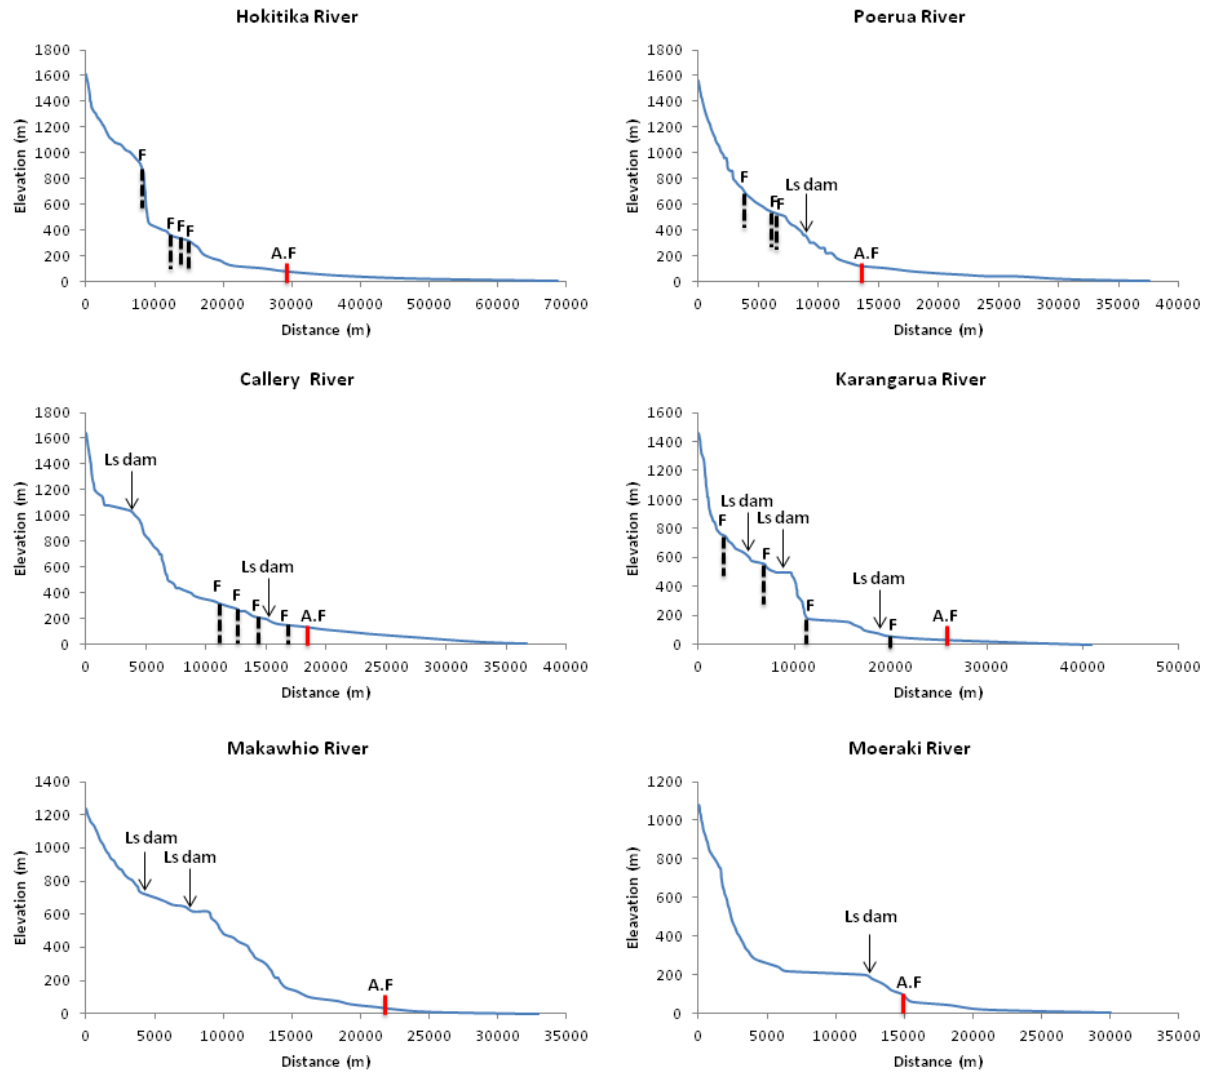 Hokitika River
Elevation (m)
1800
1600
1400
1200
1000
800
600
400
200
0
F
F
F
F
A.F
0 10000 20000 30000 40000 50000 60000 70000
Distance (m)
Poerua River
Elevation (m)
1800
1600
1400
1200
1000
800
600
400
200
0
F
F
F
Ls dam
A.F
0 5000 10000 15000 20000 25000 30000 35000 40000
Distance (m)
Callery River
Elevation (m)
1800
1600
1400
1200
1000
800
600
400
200
0
Ls dam
F
F
F
Ls dam
F
A.F
0 5000 10000 15000 20000 25000 30000 35000 40000
Distance (m)
Karangarua River
Elevation (m)
1600
1400
1200
1000
800
600
400
200
0
F
Ls dam
F
Ls dam
F
Ls dam
F
A.F
0 10000 20000 30000 40000 50000
Distance (m)
Makawhio River
Elevation (m)
1400
1200
1000
800
600
400
200
0
Ls dam
Ls dam
A.F
0 5000 10000 15000 20000 25000 30000 35000
Distance (m)
Moeraki River
Eleavation (m)
1200
1000
800
600
400
200
0
Ls dam
A.F
0 5000 10000 15000 20000 25000 30000 35000
Distance (m)